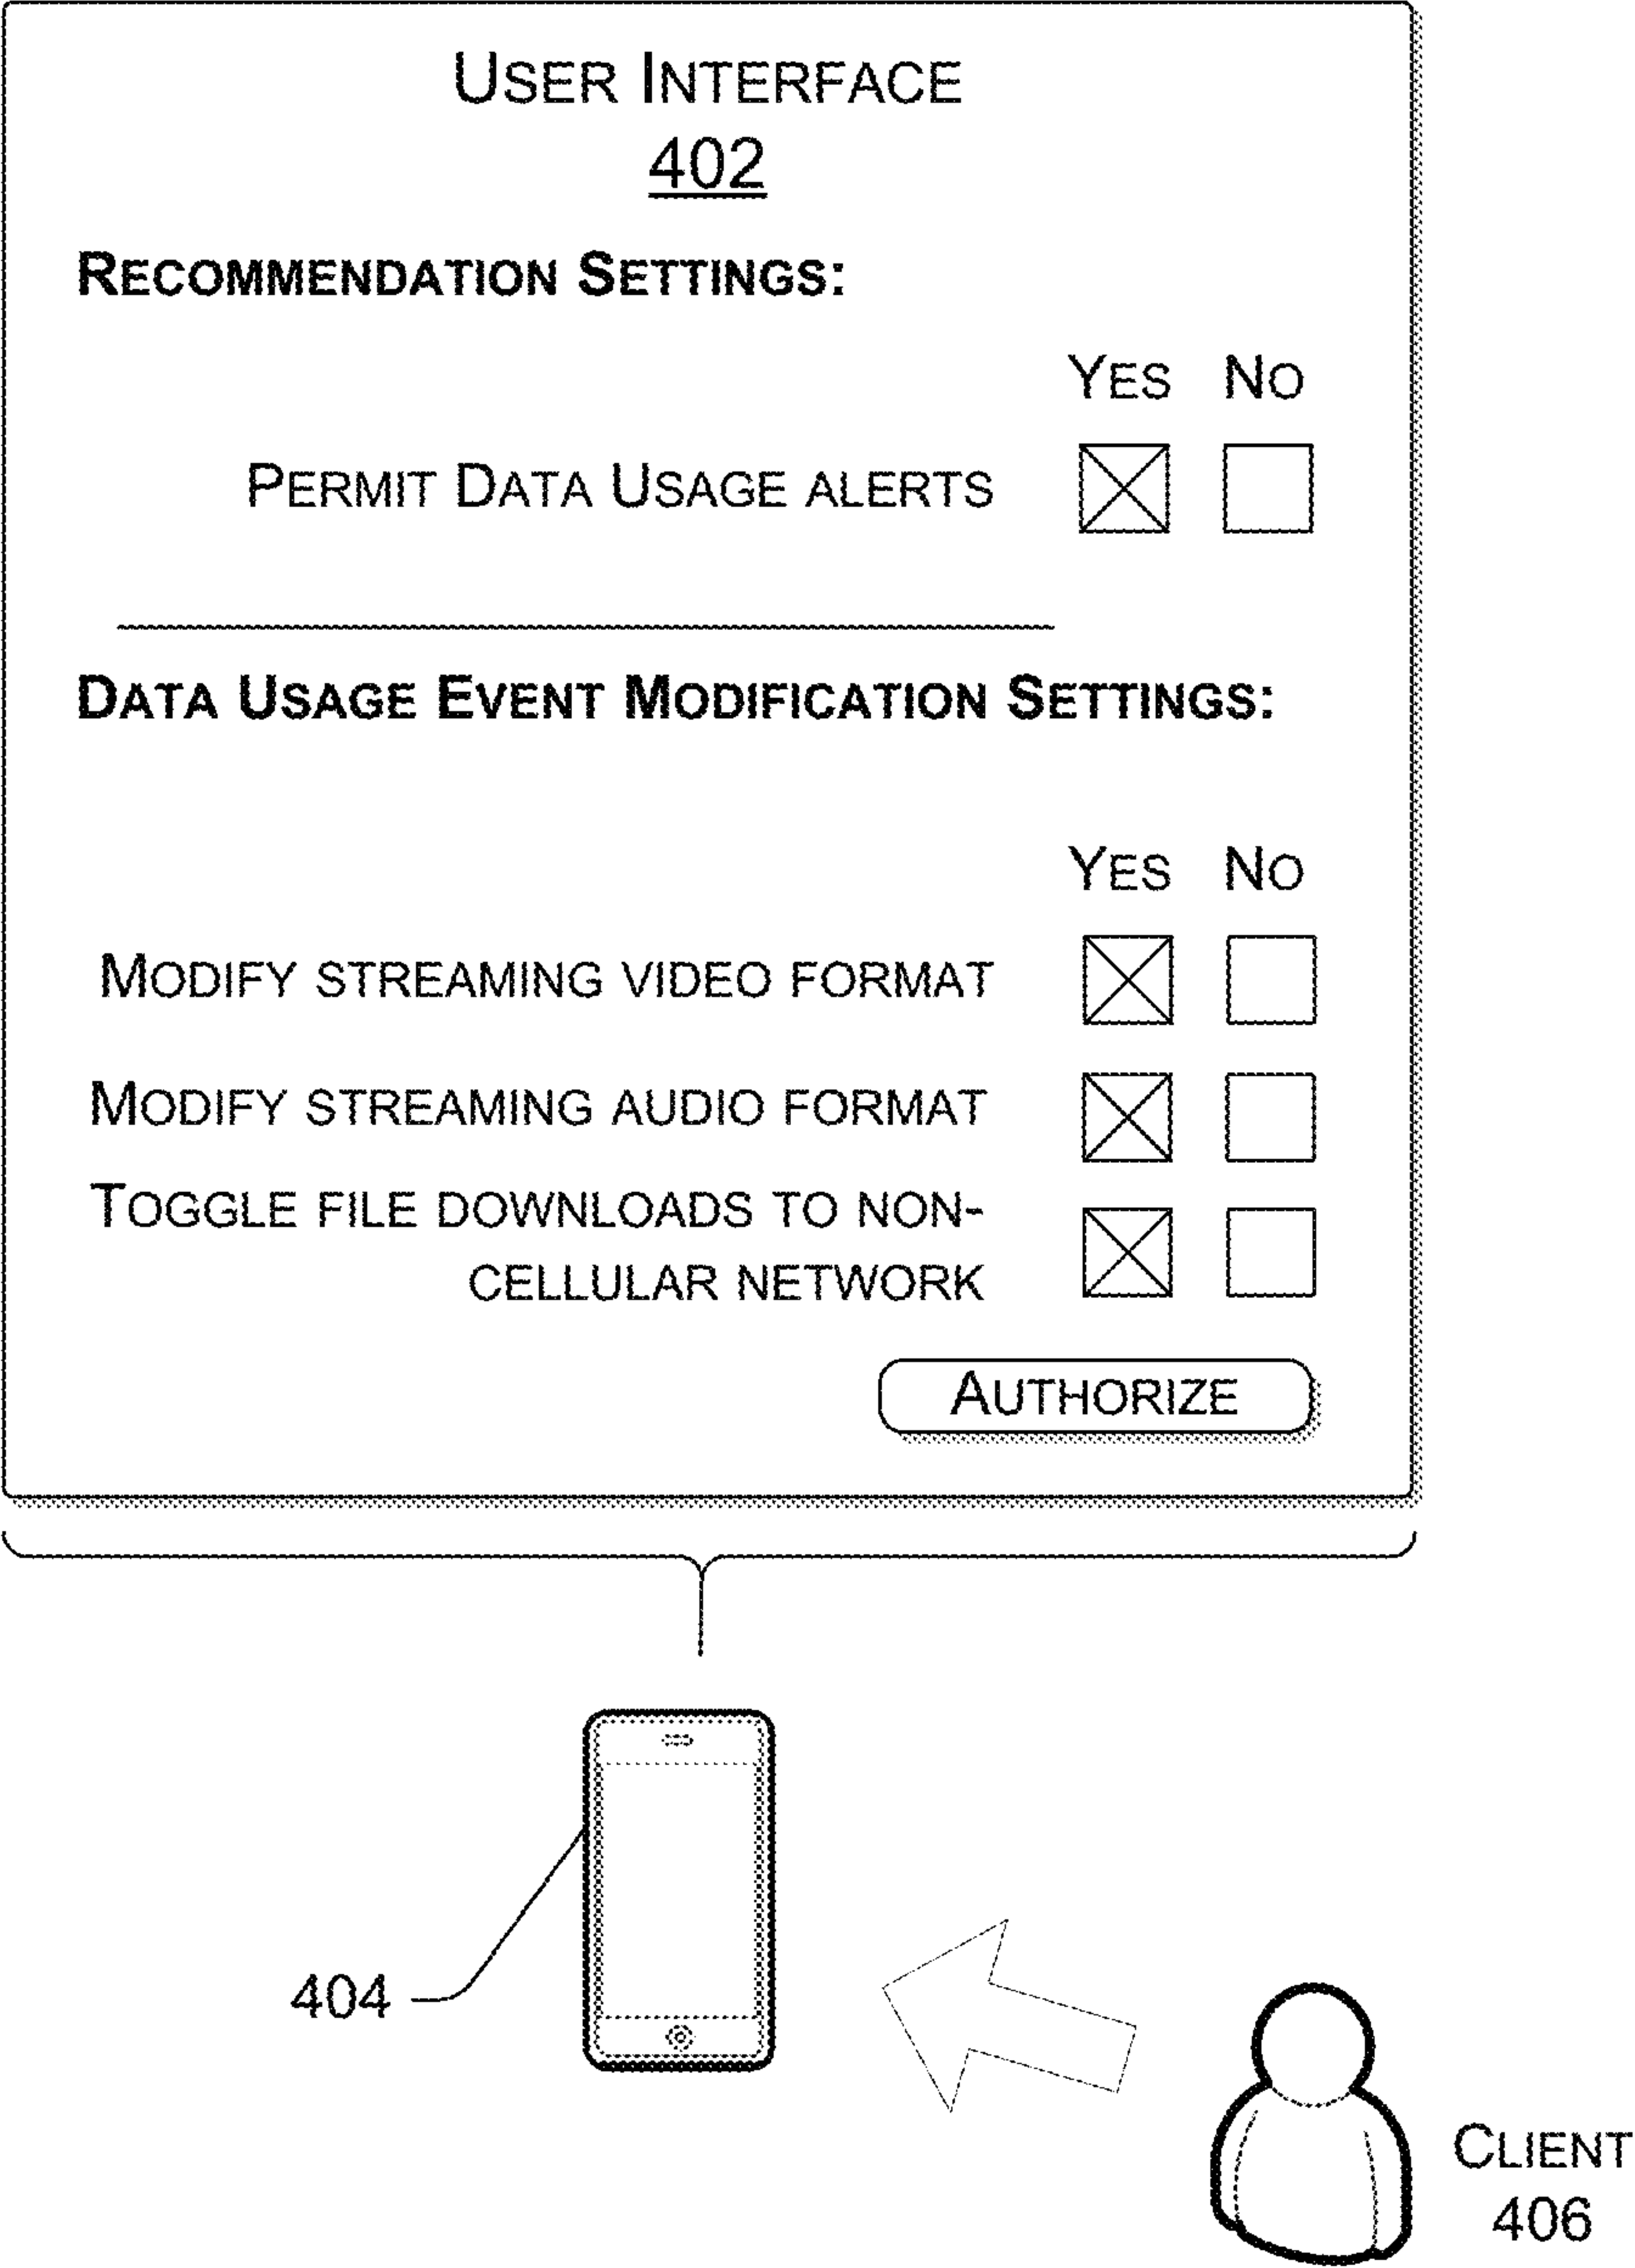 USER INTERFACE
402
RECOMMENDATION SETTINGS:
YES NO
PERMIT DATA USAGE ALERTS
DATA USAGE EVENT MODIFICATION SETTINGS:
YES NO
MODIFY STREAMING VIDEO FORMAT
MODIFY STREAMING AUDIO FORMAT
TOGGLE FILE DOWNLOADS TO NON-
CELLULAR NETWORK
AUTHORIZE
404
CLIENT
406